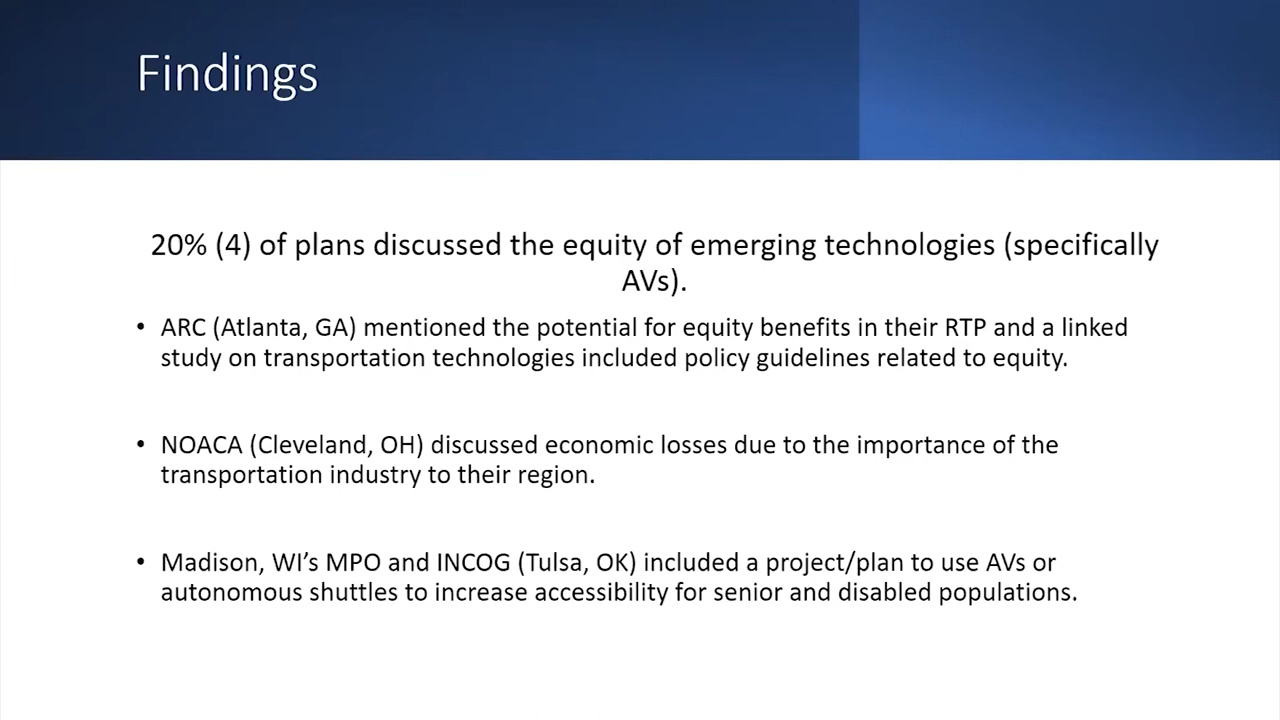 Findings
20% (4) of plans discussed the equity of emerging technologies (specifically
AVs).
• ARC (Atlanta, GA) mentioned the potential for equity benefits in their RTP and a linked
study on transportation technologies included policy guidelines related to equity.
• NOACA (Cleveland, OH) discussed economic losses due to the importance of the
transportation industry to their region.
• Madison, WI’s MPO and INCOG (Tulsa, OK) included a project/plan to use AVs or
autonomous shuttles to increase accessibility for senior and disabled populations.